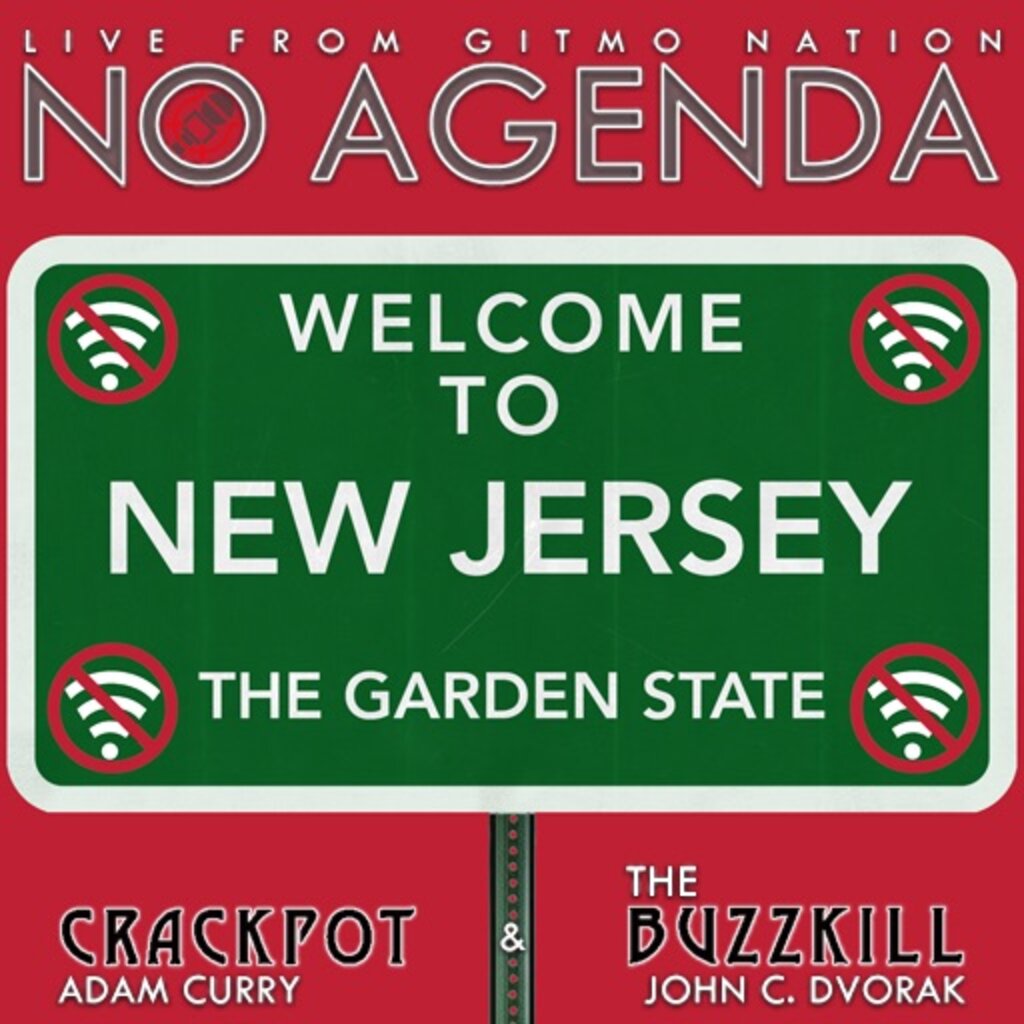 LIVE FROM GITMO NATION
NO AGENDA
WELCOME
TO
NEW JERSEY
THE GARDEN STATE
CRACKPOT
ADAM CURRY
&
THE
BUZZKILL
JOHN C. DVORAK